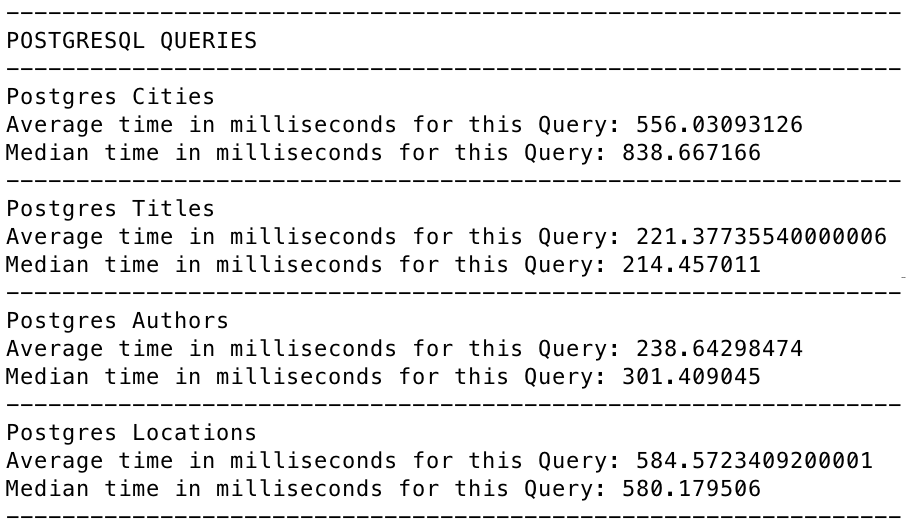 ----------------------------------------------------------------
POSTGRESQL QUERIES
----------------------------------------------------------------
Postgres Cities
Average time in milliseconds for this Query: 556.03093126
Median time in milliseconds for this Query: 838.667166
----------------------------------------------------------------
Postgres Titles
Average time in milliseconds for this Query: 221.37735540000006
Median time in milliseconds for this Query: 214.457011
----------------------------------------------------------------
Postgres Authors
Average time in milliseconds for this Query: 238.64298474
Median time in milliseconds for this Query: 301.409045
----------------------------------------------------------------
Postgres Locations
Average time in milliseconds for this Query: 584.5723409200001
Median time in milliseconds for this Query: 580.179506
----------------------------------------------------------------